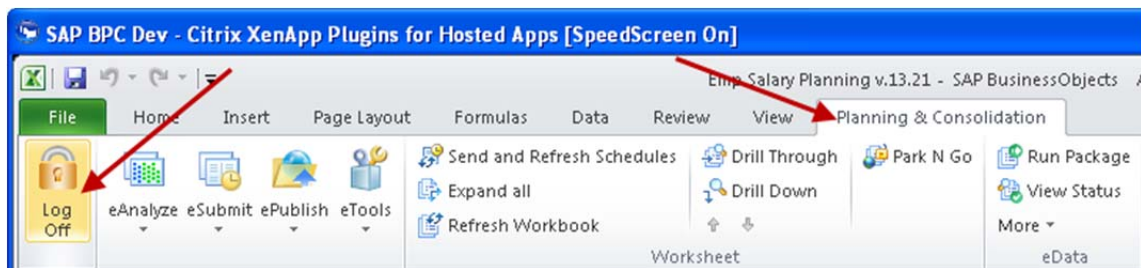 SAP BPC Dev - Citrix XenApp Plugins for Hosted Apps [SpeedScreen On]
Emp Salary Planning v.13.21 - SAP BusinessObjects
File Home Insert Page Layout Formulas Data Review View Planning & Consolidation
Log Off
eAnalyze eSubmit ePublish eTools
Send and Refresh Schedules
Expand all
Refresh Workbook
Drill Through
Drill Down
Park N Go
Worksheet
Run Package
View Status
More
eData